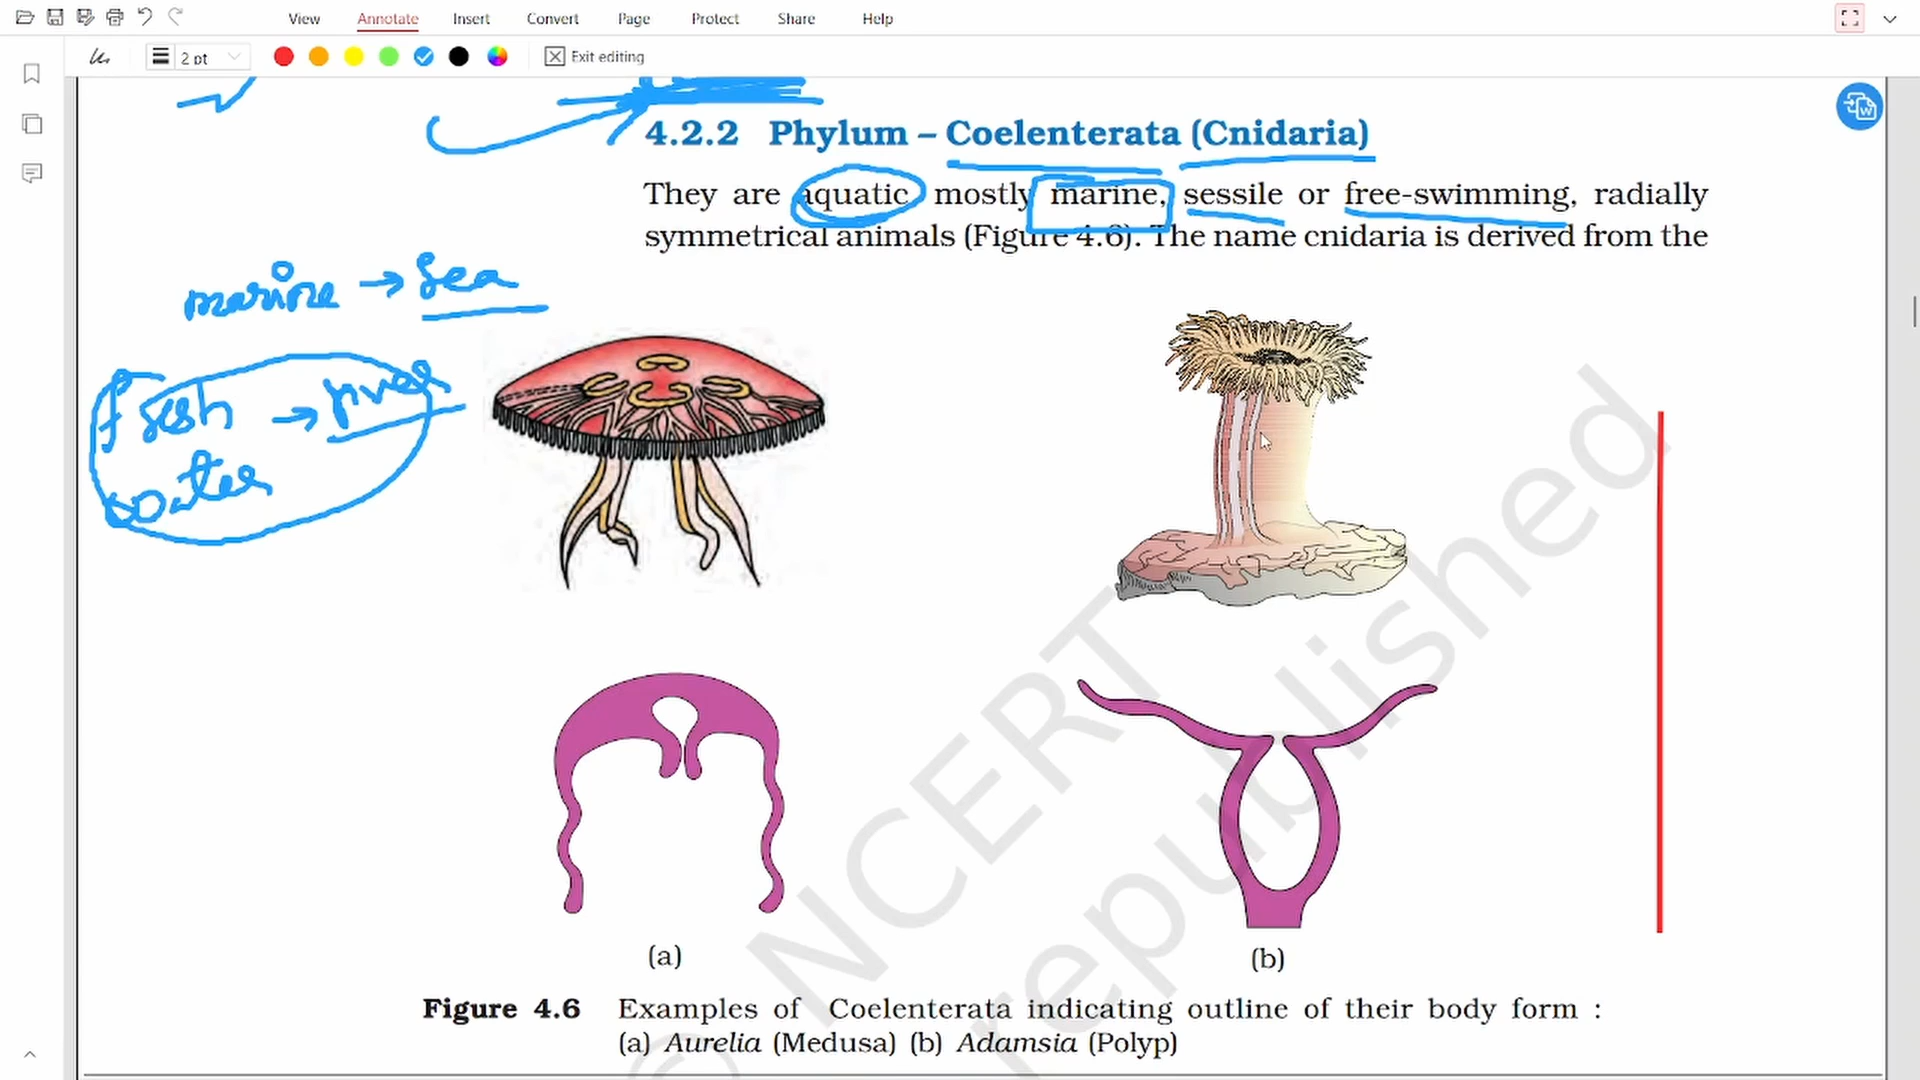 View Annotate Insert Convert Page Protect Share Help
2 pt Exit editing
4.2.2 Phylum – Coelenterata (Cnidaria)
They are aquatic mostly marine, sessile or free-swimming, radially
symmetrical animals (Figure 4.6). The name cnidaria is derived from the
marine → sea
fresh → river
water
(a)
(b)
Figure 4.6 Examples of Coelenterata indicating outline of their body form :
(a) Aurelia (Medusa) (b) Adamsia (Polyp)
© NCERT
republished